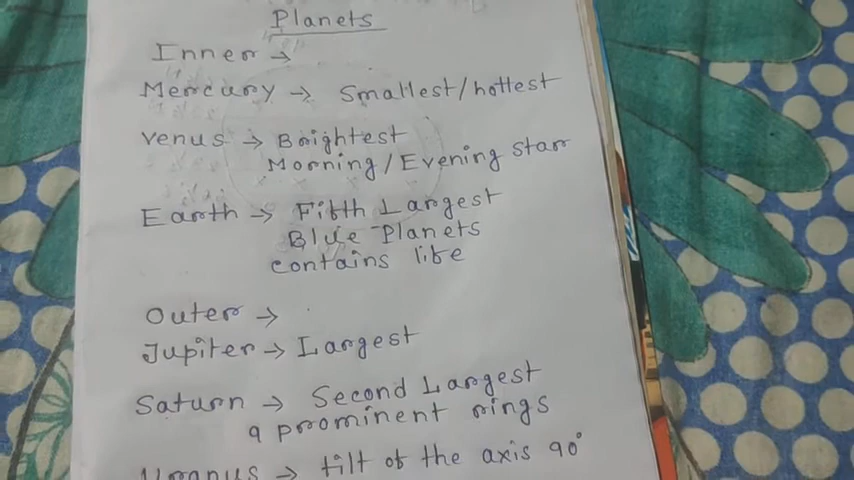 Planets
Inner →
Mercury → Smallest/hottest
Venus → Brightest
Morning/Evening star
Earth → Fifth Largest
Blue Planets
contains life
Outer →
Jupiter → Largest
Saturn → Second Largest
9 prominent rings
Uranus → tilt of the axis 90°